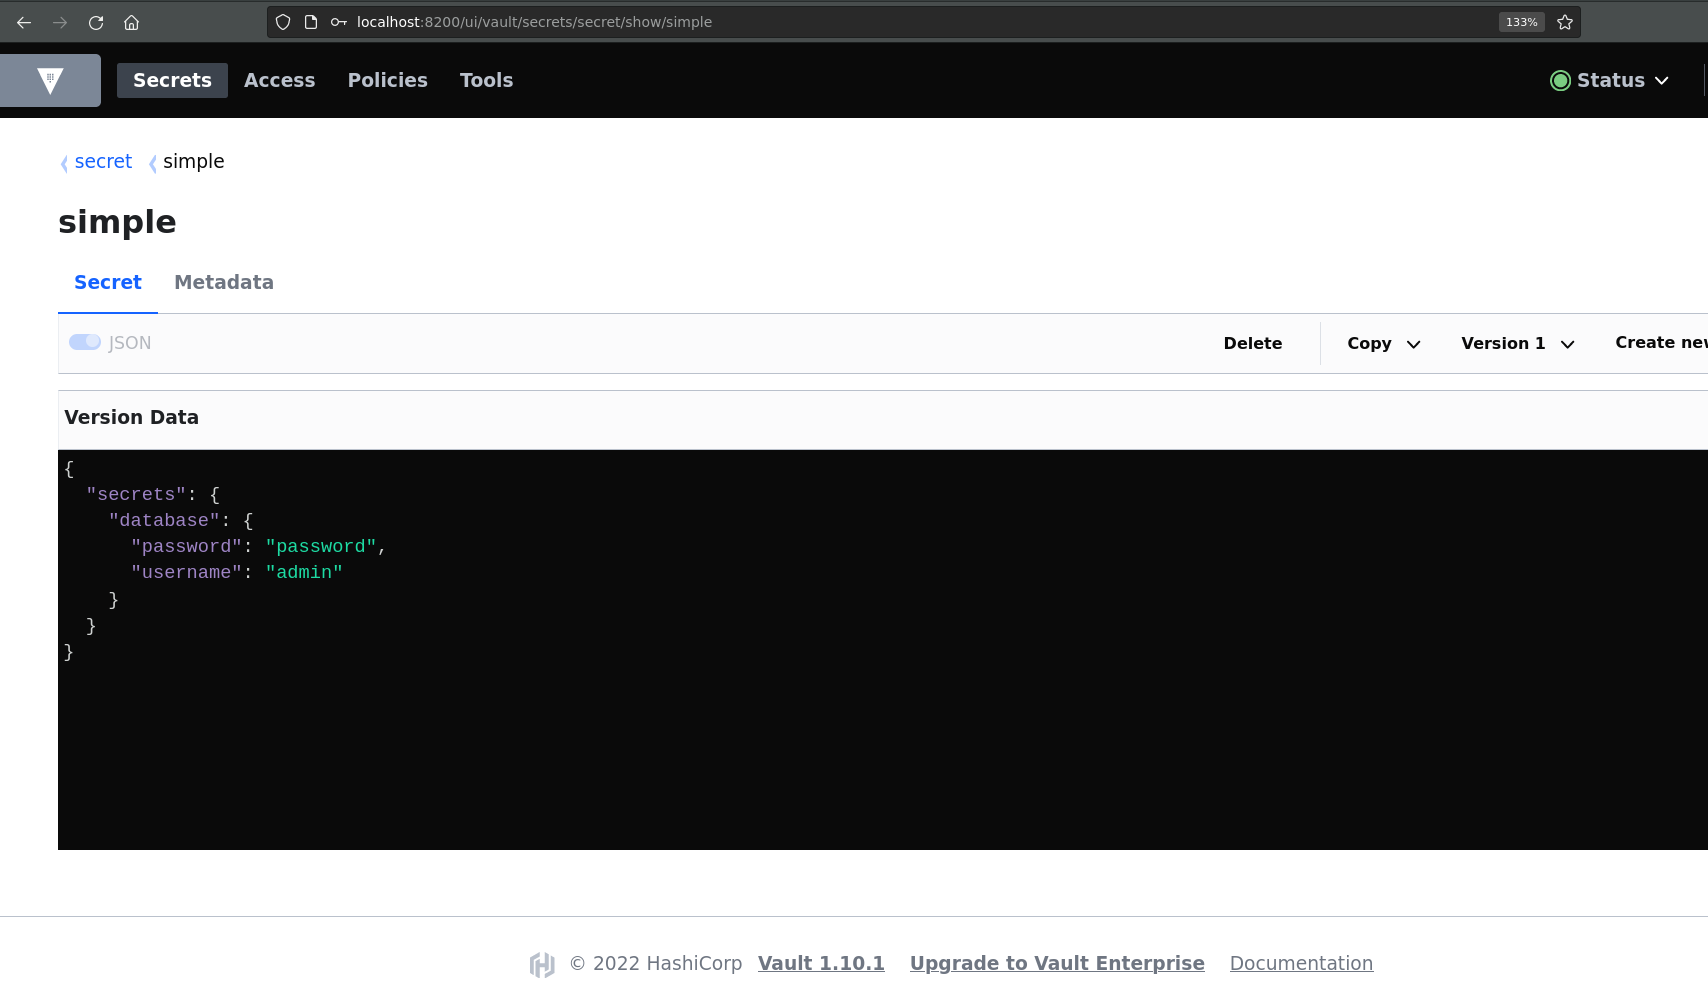 localhost:8200/ui/vault/secrets/secret/show/simple 133%
Secrets Access Policies Tools Status
secret simple
simple
Secret Metadata
JSON Delete Copy Version 1 Create new
Version Data
{
  "secrets": {
    "database": {
      "password": "password",
      "username": "admin"
    }
  }
}
© 2022 HashiCorp Vault 1.10.1 Upgrade to Vault Enterprise Documentation